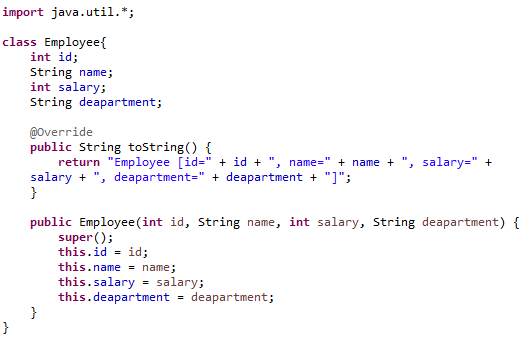 import java.util.*;
class Employee{
int id;
String name;
int salary;
String deapartment;
@Override
public String toString() {
return "Employee [id=" + id + ", name=" + name + ", salary=" +
salary + ", deapartment=" + deapartment + "]";
}
public Employee(int id, String name, int salary, String deapartment) {
super();
this.id = id;
this.name = name;
this.salary = salary;
this.deapartment = deapartment;
}
}